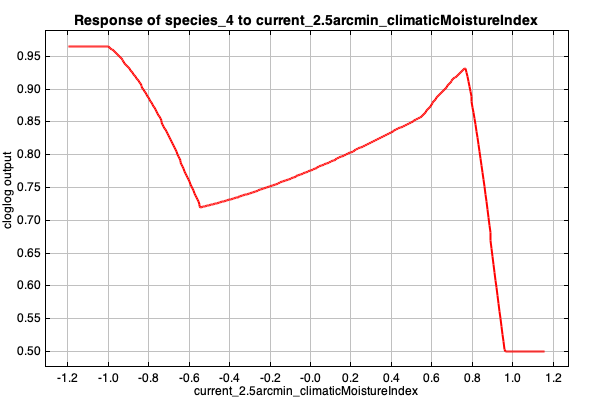 Response of species_4 to current_2.5arcmin_climaticMoistureIndex
cloglog output
0.95
0.90
0.85
0.80
0.75
0.70
0.65
0.60
0.55
0.50
-1.2 -1.0 -0.8 -0.6 -0.4 -0.2 -0.0 0.2 0.4 0.6 0.8 1.0 1.2
current_2.5arcmin_climaticMoistureIndex